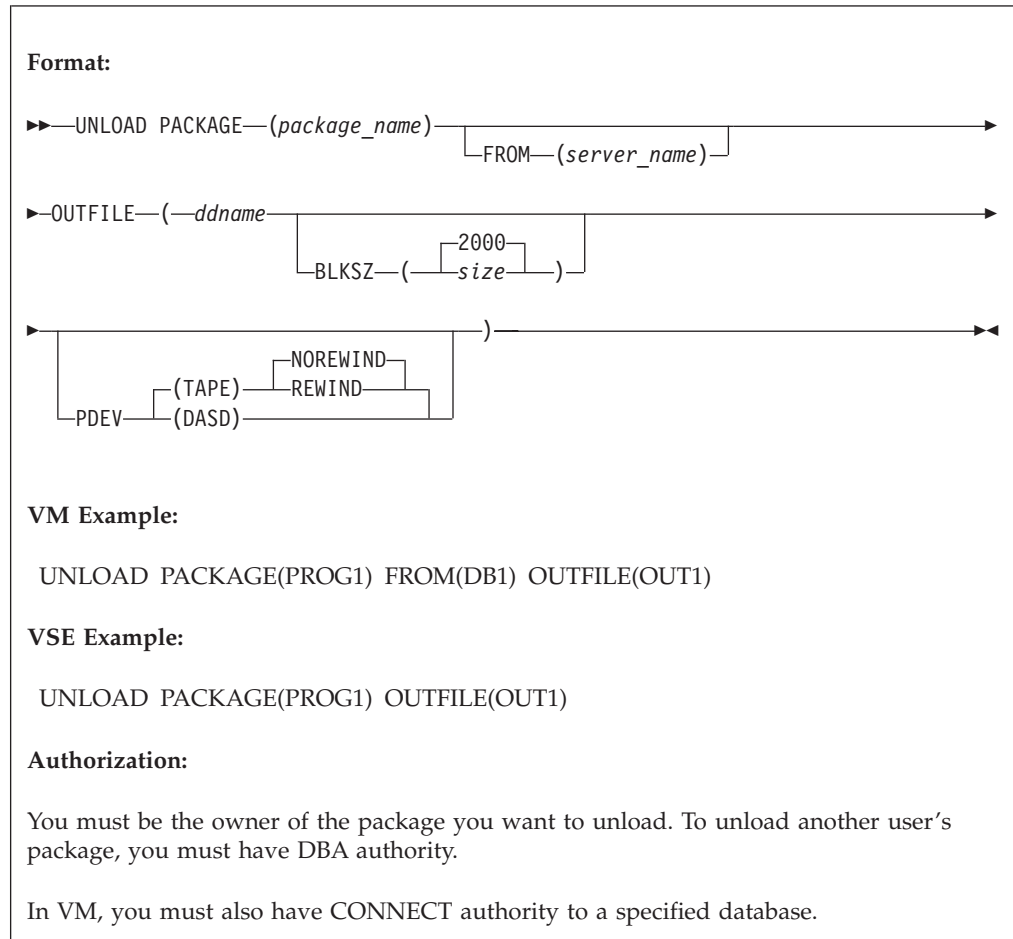 Format:
UNLOAD PACKAGE (package_name)
FROM (server_name)
OUTFILE ( ddname
2000
BLKSZ ( size )
)
NOREWIND
(TAPE) REWIND
PDEV (DASD)
VM Example:
UNLOAD PACKAGE(PROG1) FROM(DB1) OUTFILE(OUT1)
VSE Example:
UNLOAD PACKAGE(PROG1) OUTFILE(OUT1)
Authorization:
You must be the owner of the package you want to unload. To unload another user's
package, you must have DBA authority.
In VM, you must also have CONNECT authority to a specified database.